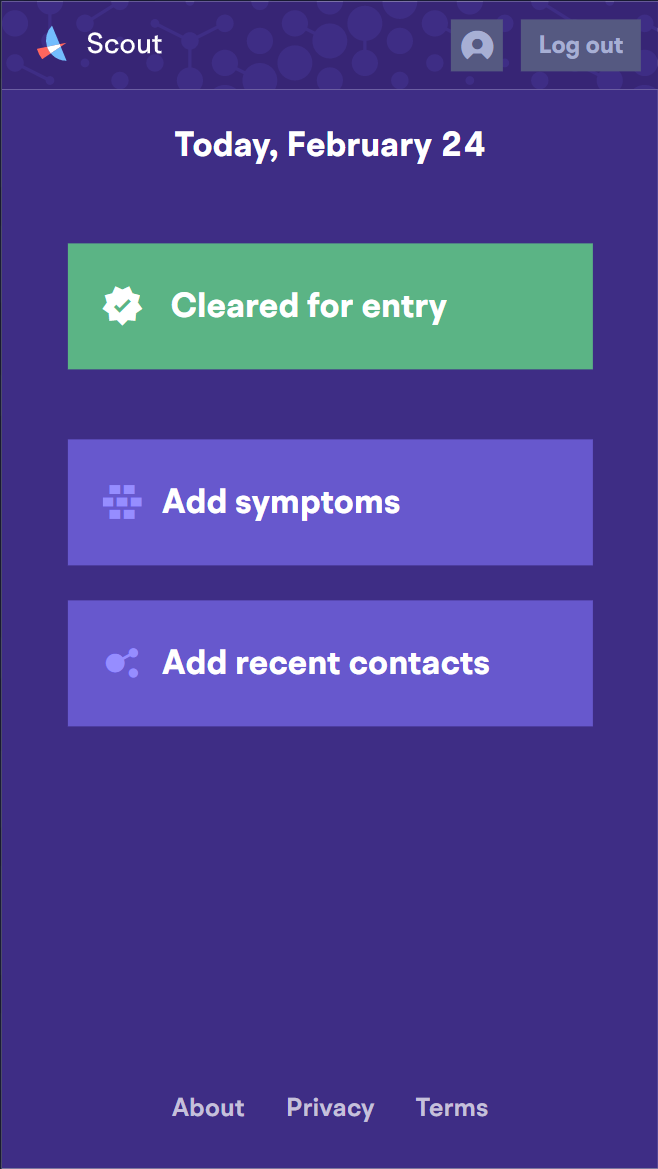 Scout
Log out
Today, February 24
Cleared for entry
Add symptoms
Add recent contacts
About Privacy Terms